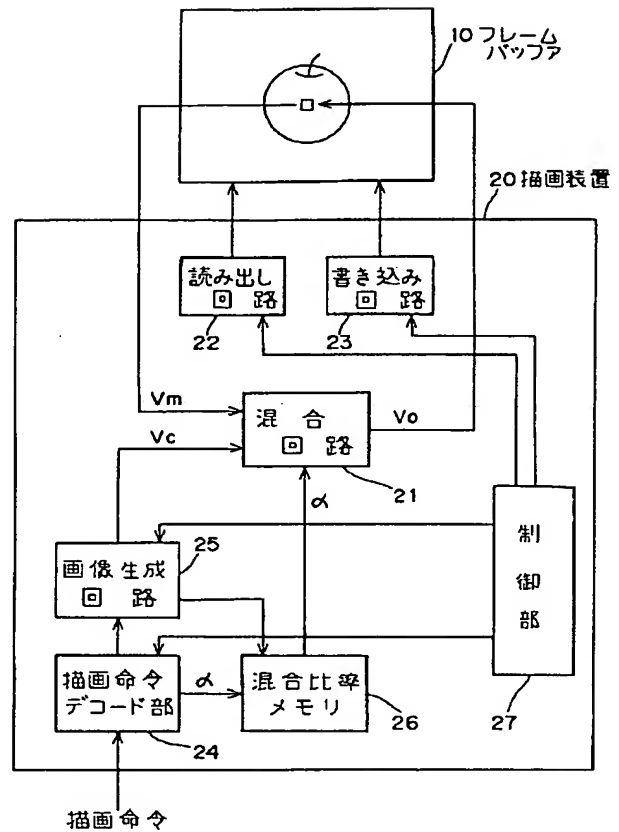 10フレーム
バッファ
20描画装置
読み出し
回路
22
書き込み
回路
23
Vm
Vc
混合
回路
Vo
21
α
25
画像生成
回路
制
御
部
描画命令
デコード部
α
混合比率
メモリ
26
27
24
描画命令